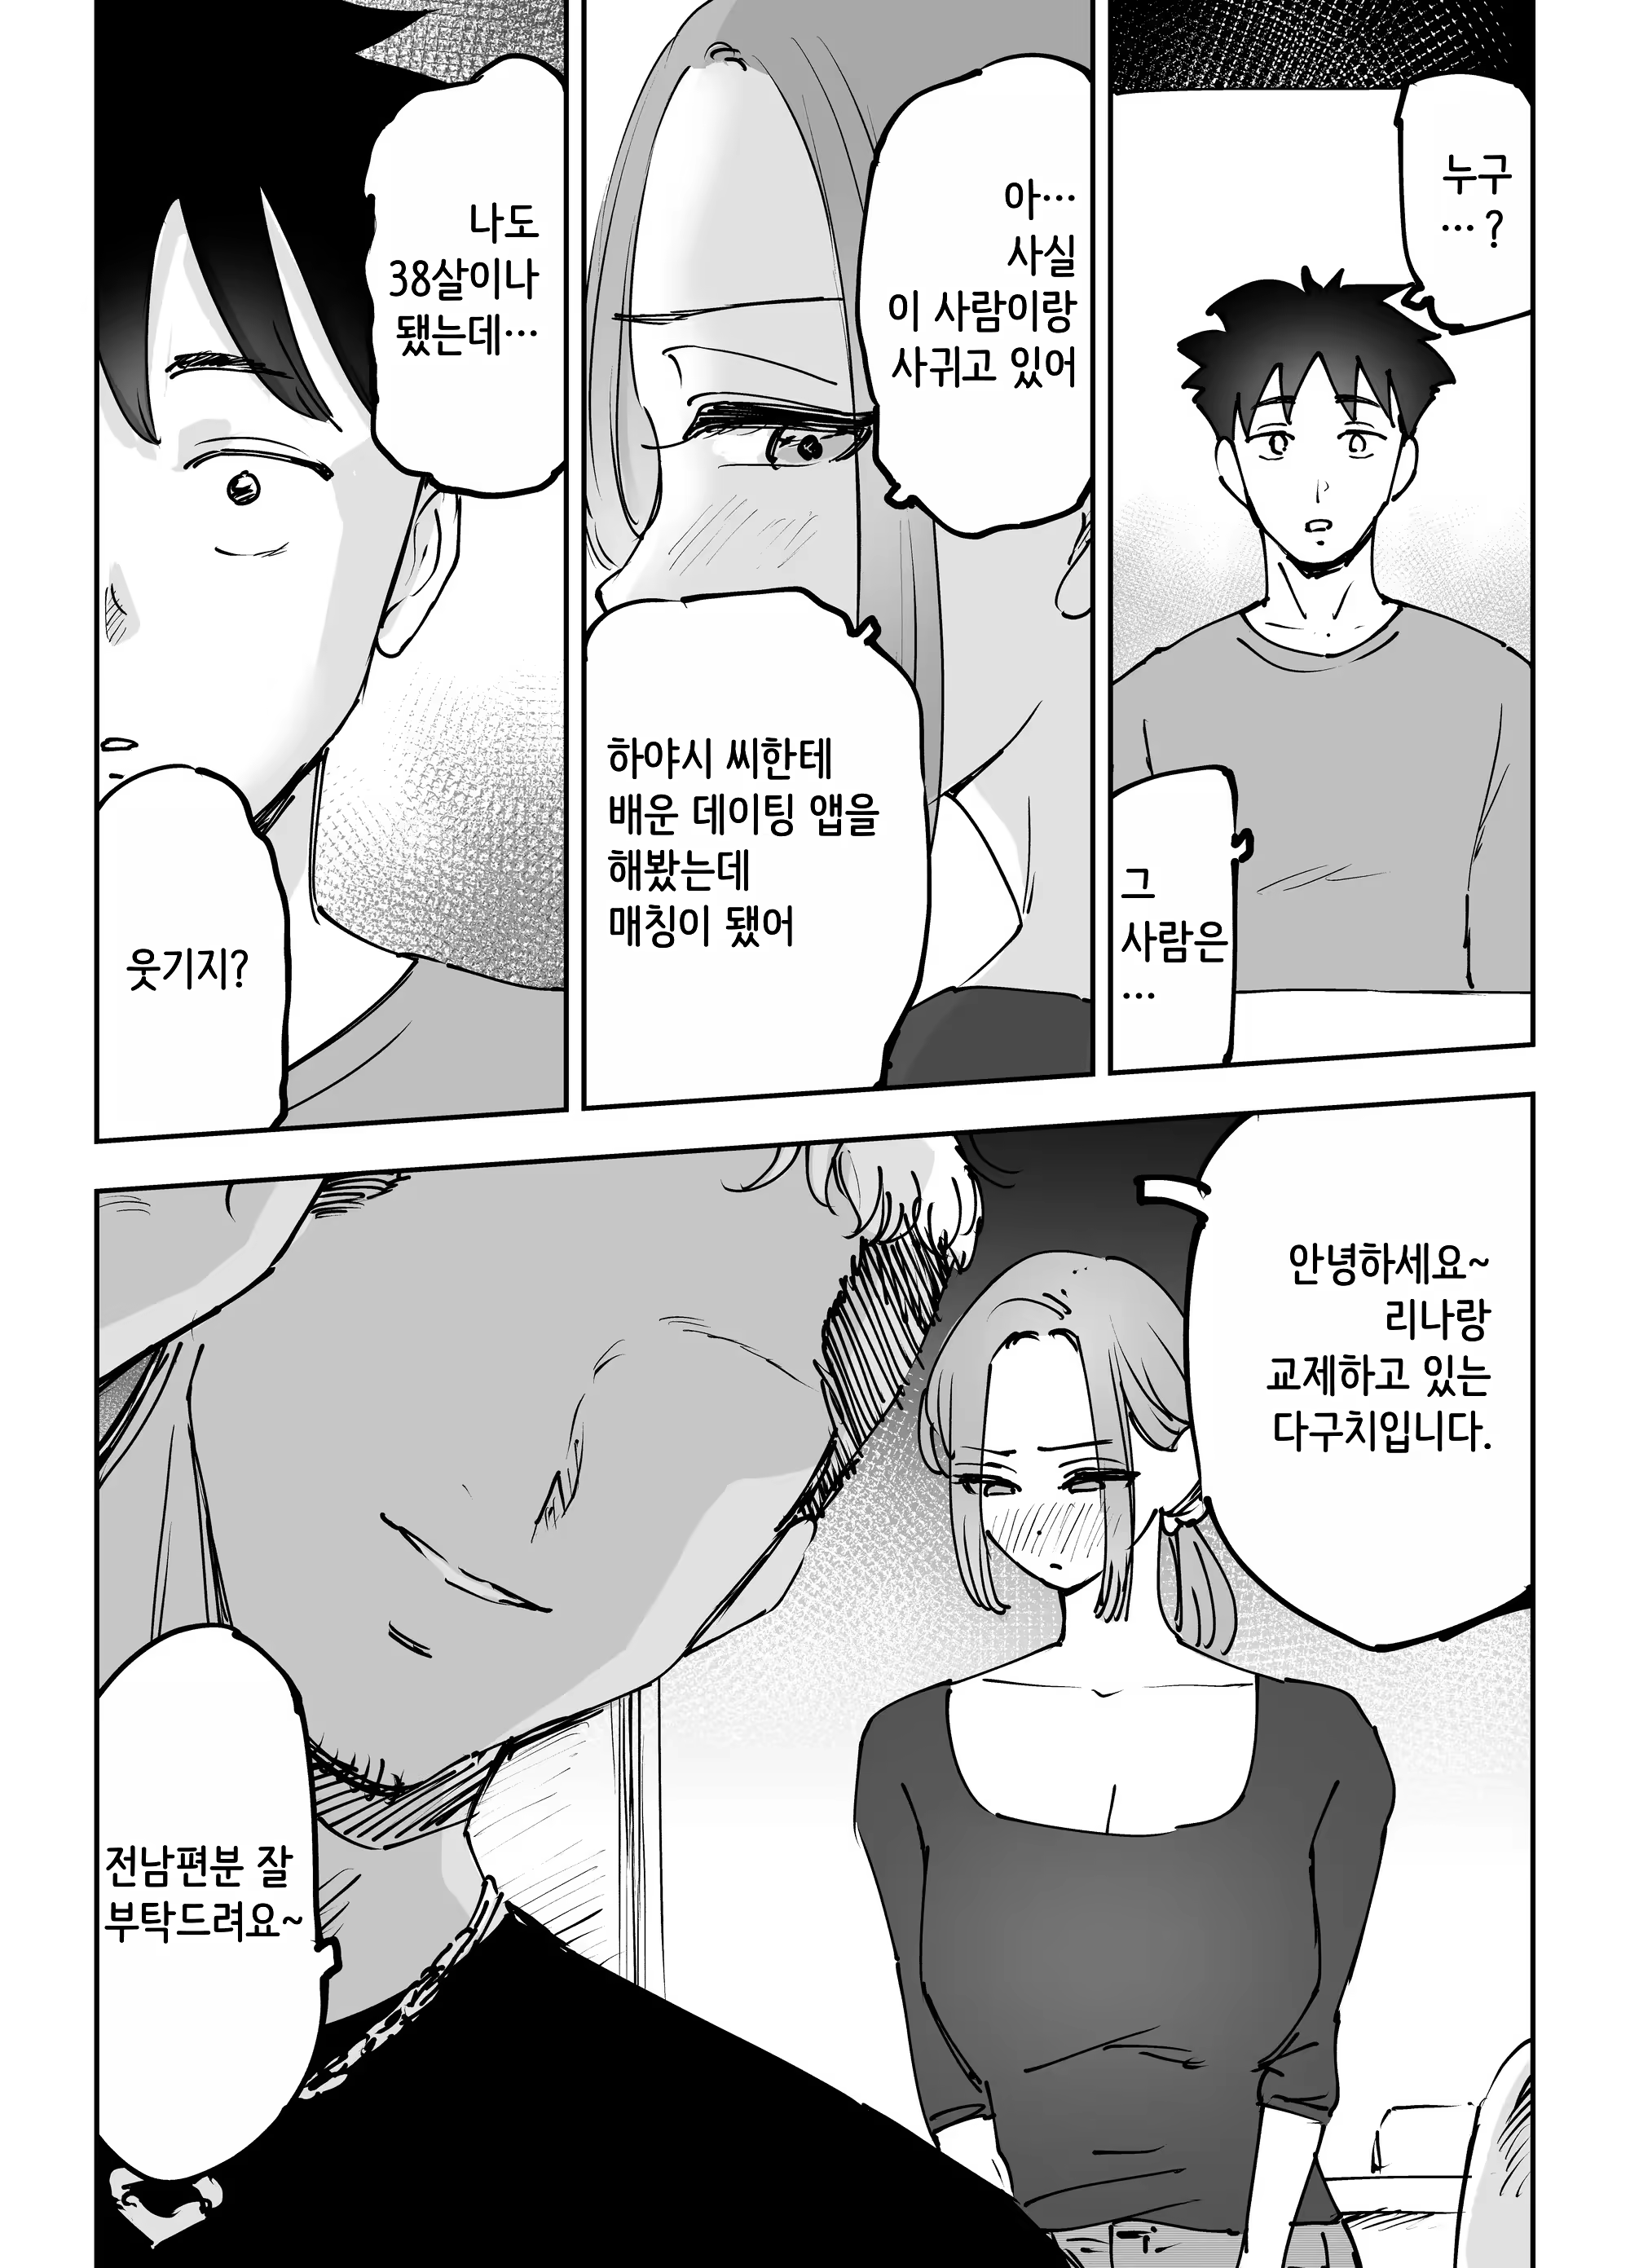 누구
… ?
그
사람은
…
아…
사실
이 사람이랑
사귀고 있어
하야시 씨한테
배운 데이팅 앱을
해봤는데
매칭이 됐어
나도
38살이나
됐는데…
웃기지?
안녕하세요~
리나랑
교제하고 있는
다구치입니다.
전남편분 잘
부탁드려요~